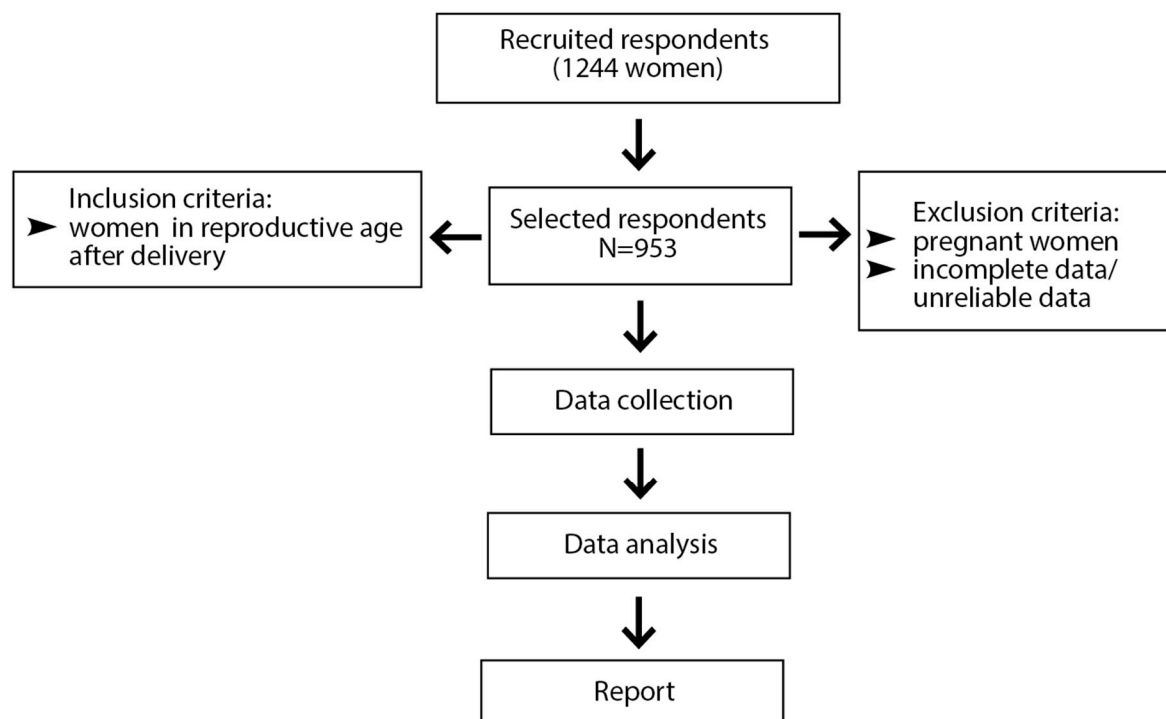 Recruited respondents
(1244 women)
Inclusion criteria:
women in reproductive age
after delivery
Selected respondents
N=953
Exclusion criteria:
pregnant women
incomplete data/
unreliable data
Data collection
Data analysis
Report